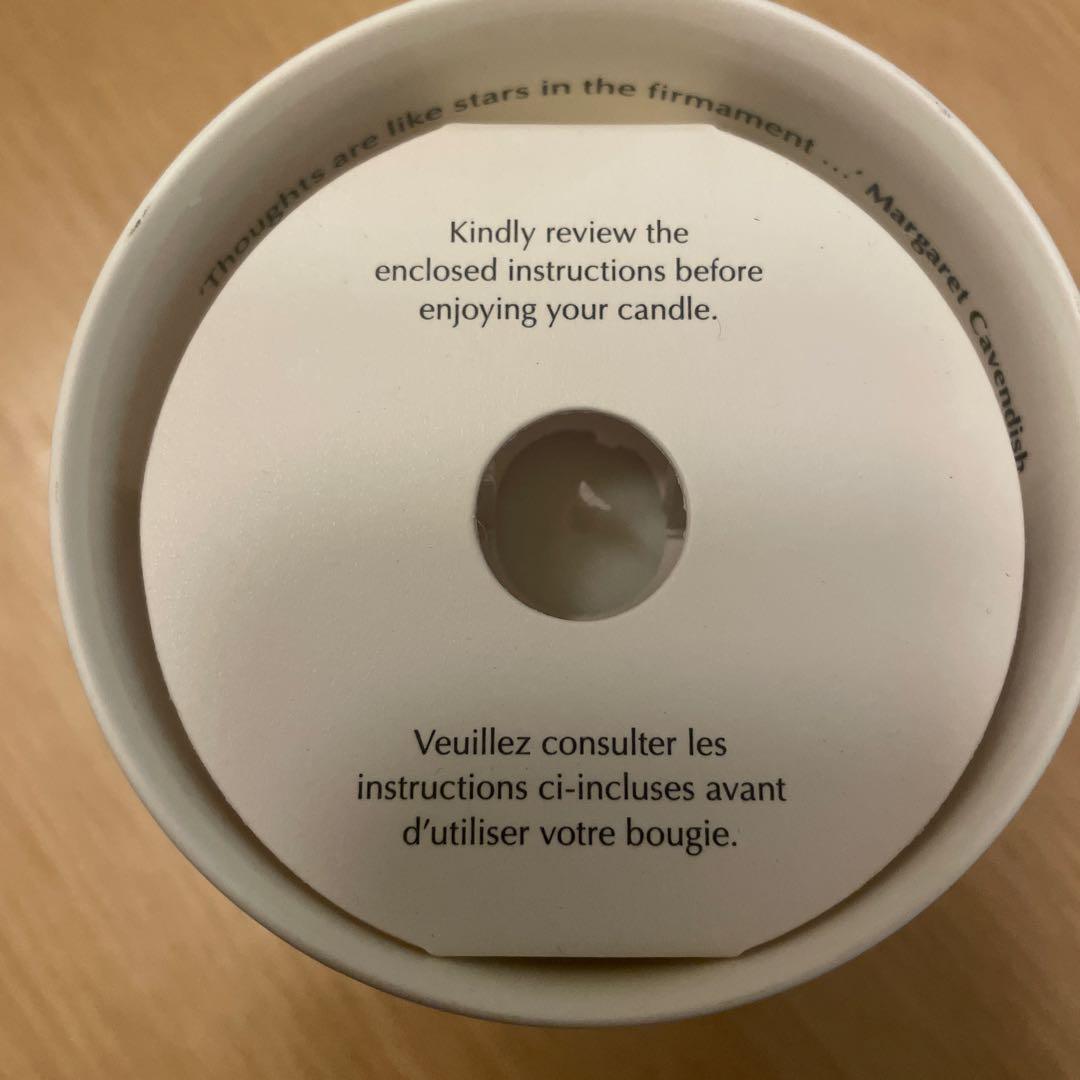 'Thoughts are like stars in the firmament ...' Margaret Cavendish
Kindly review the
enclosed instructions before
enjoying your candle.
Veuillez consulter les
instructions ci-incluses avant
d'utiliser votre bougie.